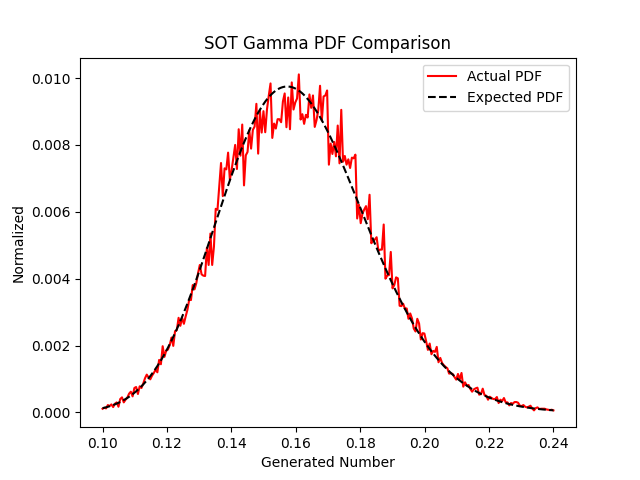 SOT Gamma PDF Comparison
Actual PDF
Expected PDF
Normalized
0.010
0.008
0.006
0.004
0.002
0.000
0.10 0.12 0.14 0.16 0.18 0.20 0.22 0.24
Generated Number